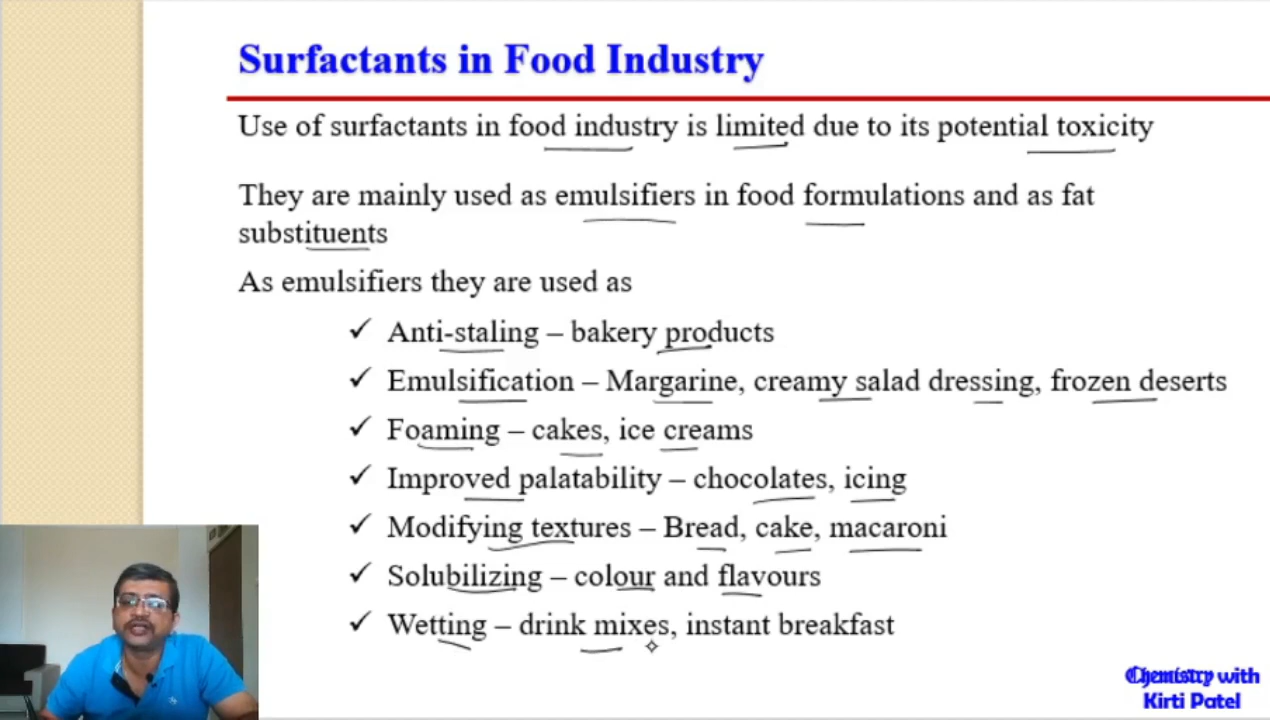 Surfactants in Food Industry
Use of surfactants in food industry is limited due to its potential toxicity
They are mainly used as emulsifiers in food formulations and as fat
substituents
As emulsifiers they are used as
✓ Anti-staling – bakery products
✓ Emulsification – Margarine, creamy salad dressing, frozen deserts
✓ Foaming – cakes, ice creams
✓ Improved palatability – chocolates, icing
✓ Modifying textures – Bread, cake, macaroni
✓ Solubilizing – colour and flavours
✓ Wetting – drink mixes, instant breakfast
Chemistry with
Kirti Patel